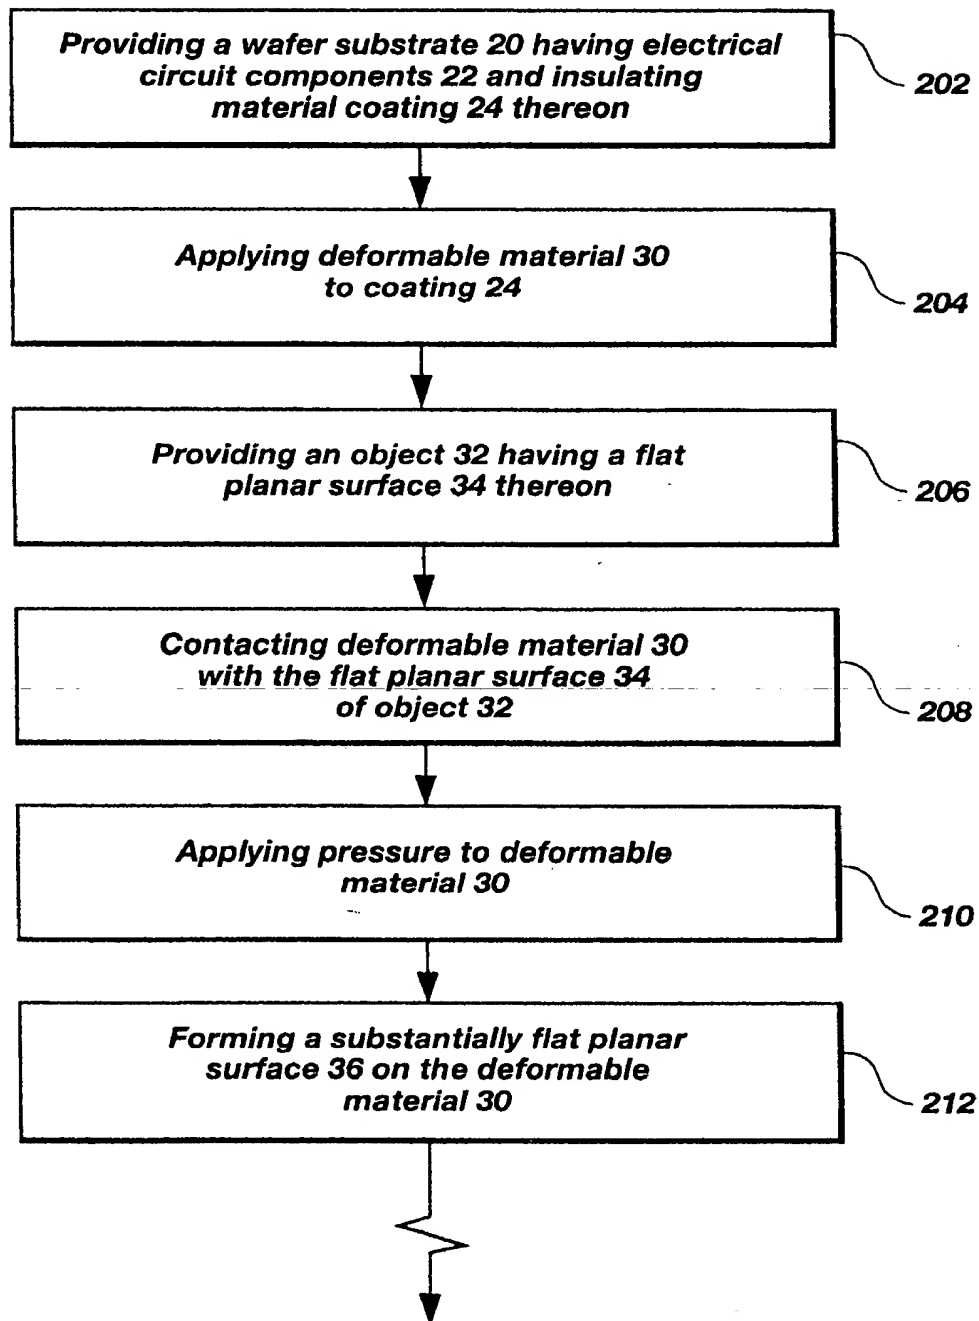 Providing a wafer substrate 20 having electrical
circuit components 22 and insulating
material coating 24 thereon
202
Applying deformable material 30
to coating 24
204
Providing an object 32 having a flat
planar surface 34 thereon
206
Contacting deformable material 30
with the flat planar surface 34
of object 32
208
Applying pressure to deformable
material 30
210
Forming a substantially flat planar
surface 36 on the deformable
material 30
212